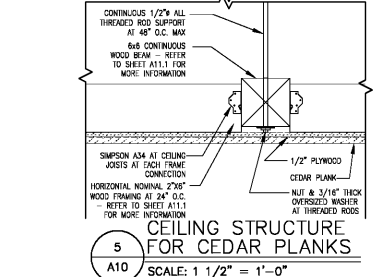 CONTINUOUS 1/2"ø ALL
THREADED ROD SUPPORT
AT 48" O.C. MAX
6x6 CONTINUOUS
WOOD BEAM - REFER
TO SHEET A11.1 FOR
MORE INFORMATION
SIMPSON A34 AT CEILING
JOISTS AT EACH FRAME
CONNECTION
HORIZONTAL NOMINAL 2"X6"
WOOD FRAMING AT 24" O.C.
- REFER TO SHEET A11.1
FOR MORE INFORMATION
1/2" PLYWOOD
CEDAR PLANK
NUT & 3/16" THICK
OVERSIZED WASHER
AT THREADED RODS
5
A10
CEILING STRUCTURE
FOR CEDAR PLANKS
SCALE: 1 1/2" = 1'-0"